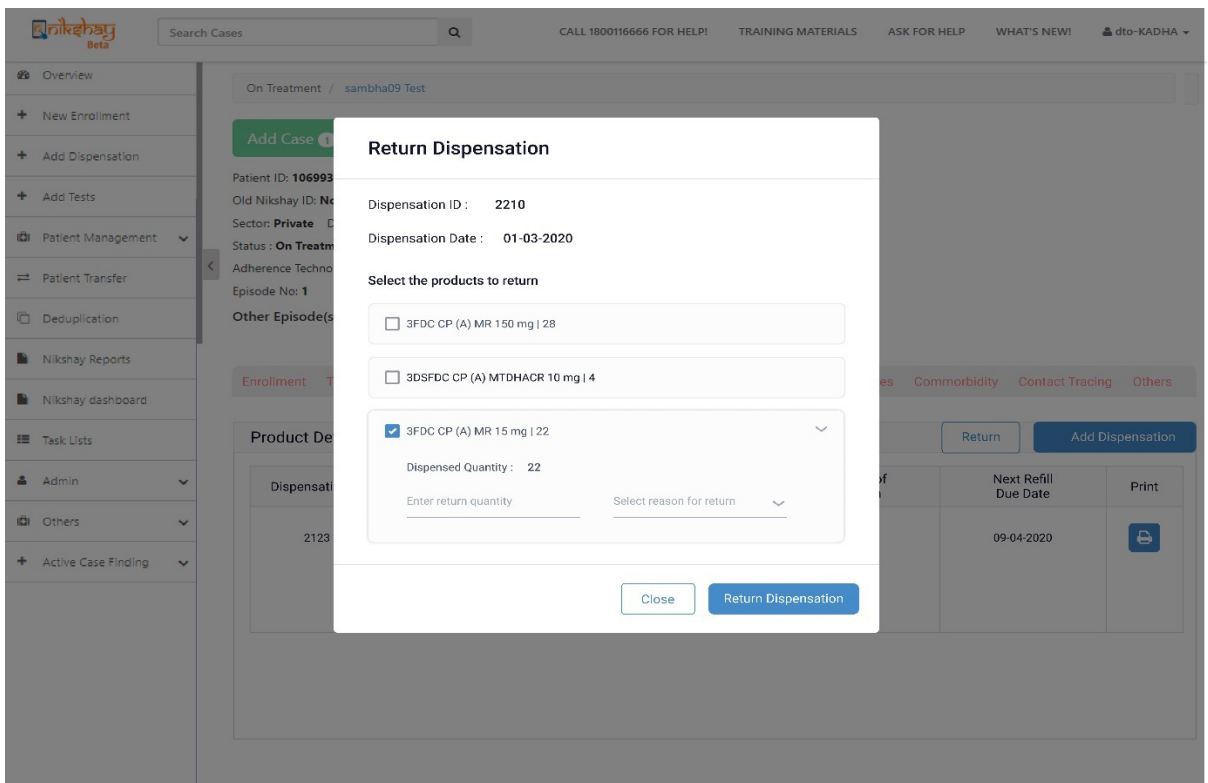 nikshay
Beta
Search Cases
CALL 1800116666 FOR HELP!
TRAINING MATERIALS
ASK FOR HELP
WHAT'S NEW!
dto-KADHA
Overview
New Enrollment
Add Dispensation
Add Tests
Patient Management
Patient Transfer
Deduplication
Nikshay Reports
Nikshay dashboard
Task Lists
Admin
Others
Active Case Finding
On Treatment / sambha09 Test
Add Case 1
Patient ID: 106993
Old Nikshay ID: No
Sector: Private D
Status : On Treatm
Adherence Techno
Episode No: 1
Other Episode(s
Return Dispensation
Dispensation ID : 2210
Dispensation Date : 01-03-2020
Select the products to return
3FDC CP (A) MR 150 mg | 28
3DSFDC CP (A) MTDHACR 10 mg | 4
3FDC CP (A) MR 15 mg | 22
Dispensed Quantity : 22
Enter return quantity
Select reason for return
Close
Return Dispensation
Enrollment T
es Commorbidity Contact Tracing Others
Product De
Return
Add Dispensation
Dispensati
of
Next Refill
Due Date
Print
2123
09-04-2020